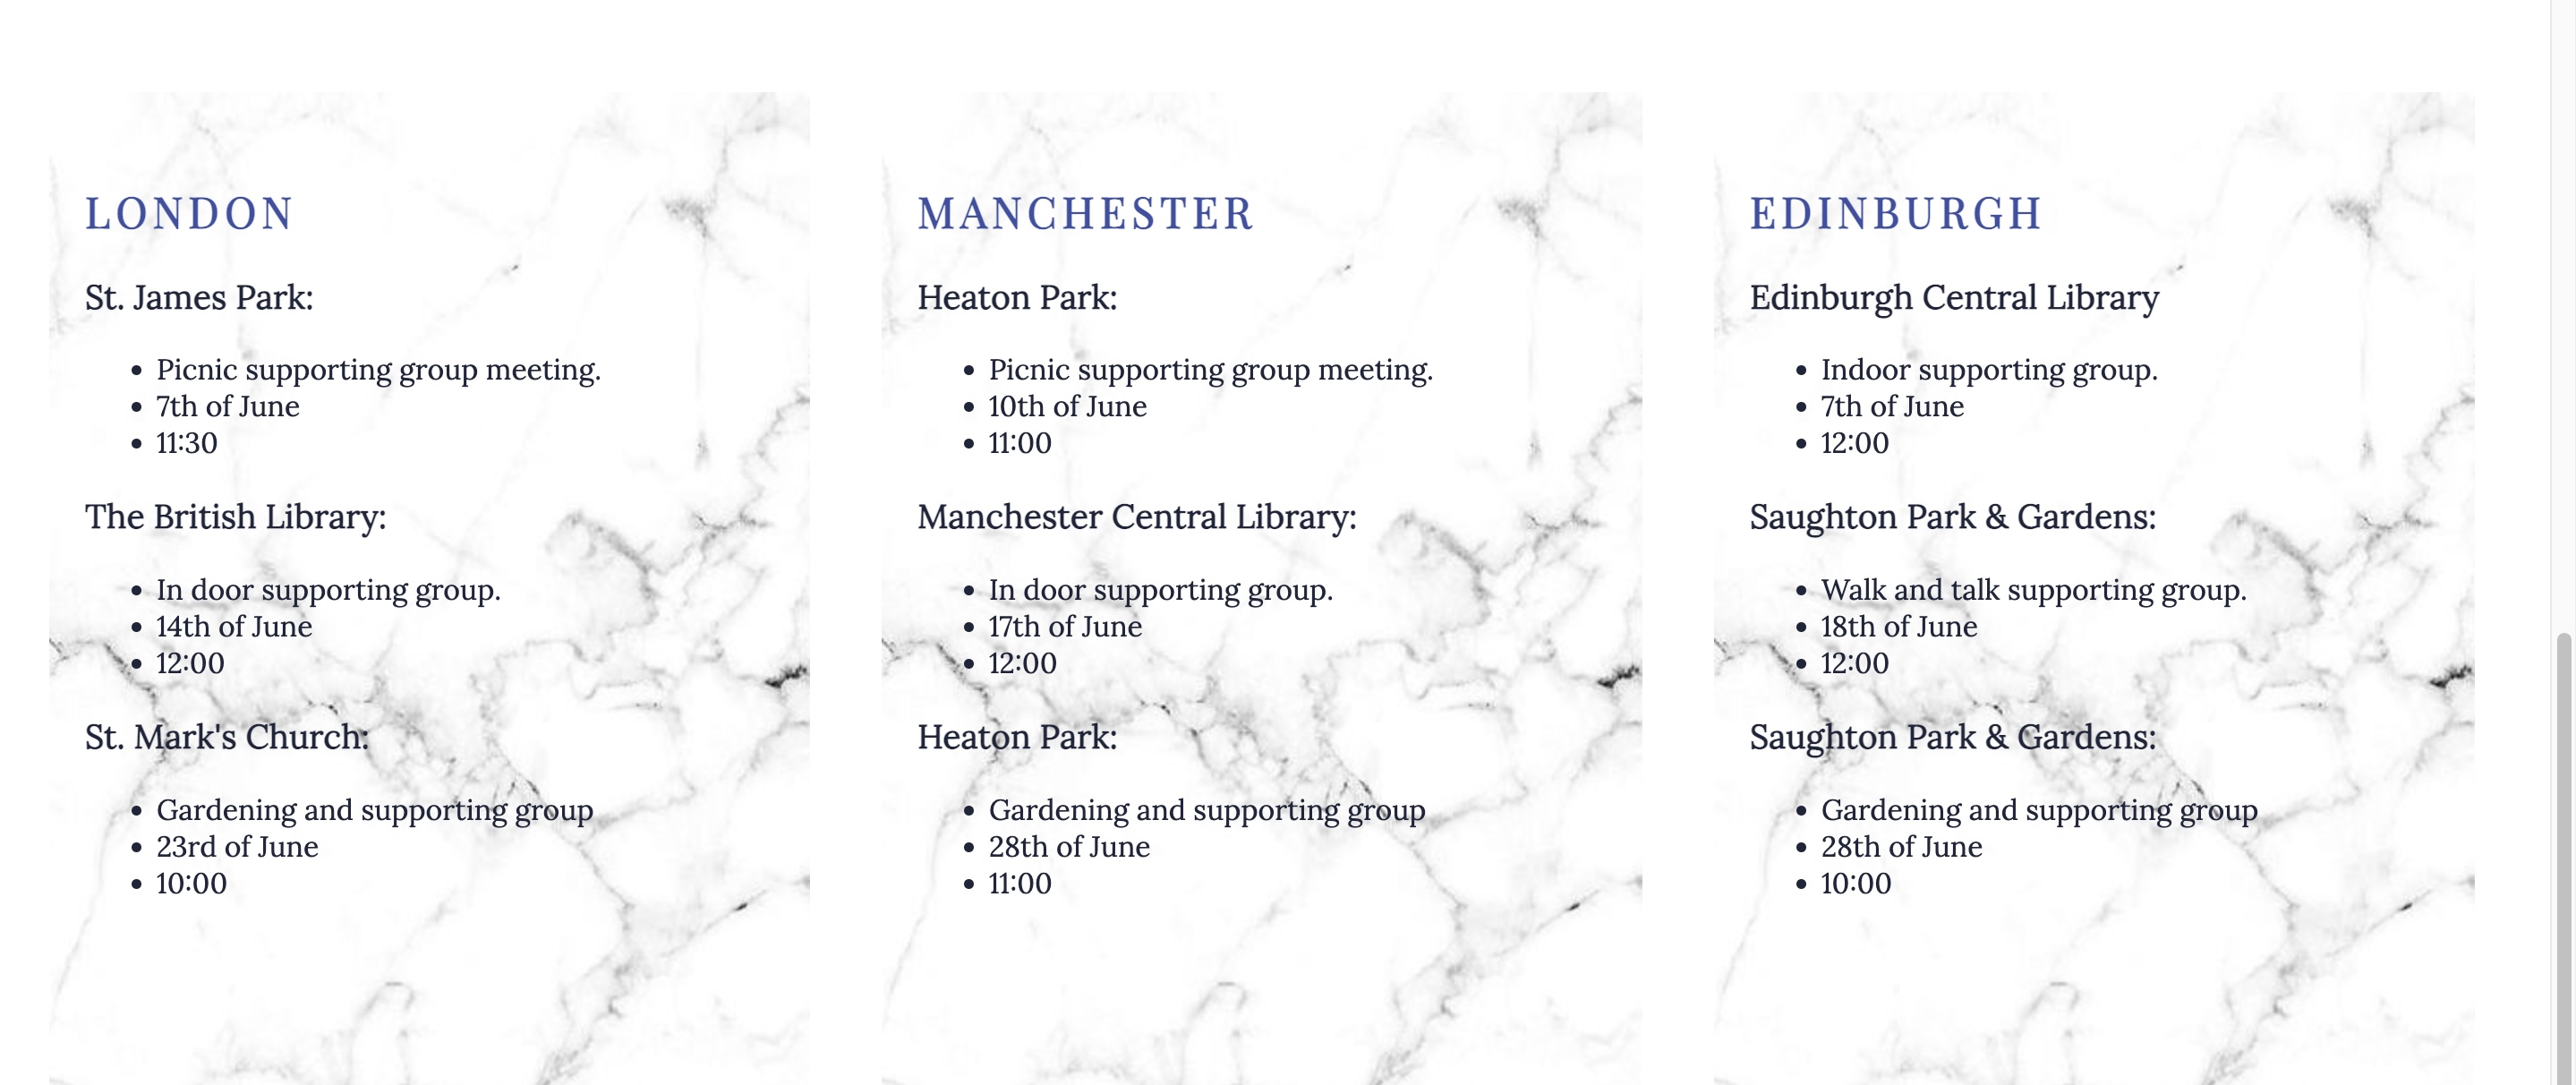 LONDON
St. James Park:
Picnic supporting group meeting.
7th of June
11:30
The British Library:
In door supporting group.
14th of June
12:00
St. Mark's Church:
Gardening and supporting group
23rd of June
10:00
MANCHESTER
Heaton Park:
Picnic supporting group meeting.
10th of June
11:00
Manchester Central Library:
In door supporting group.
17th of June
12:00
Heaton Park:
Gardening and supporting group
28th of June
11:00
EDINBURGH
Edinburgh Central Library
Indoor supporting group.
7th of June
12:00
Saughton Park & Gardens:
Walk and talk supporting group.
18th of June
12:00
Saughton Park & Gardens:
Gardening and supporting group
28th of June
10:00